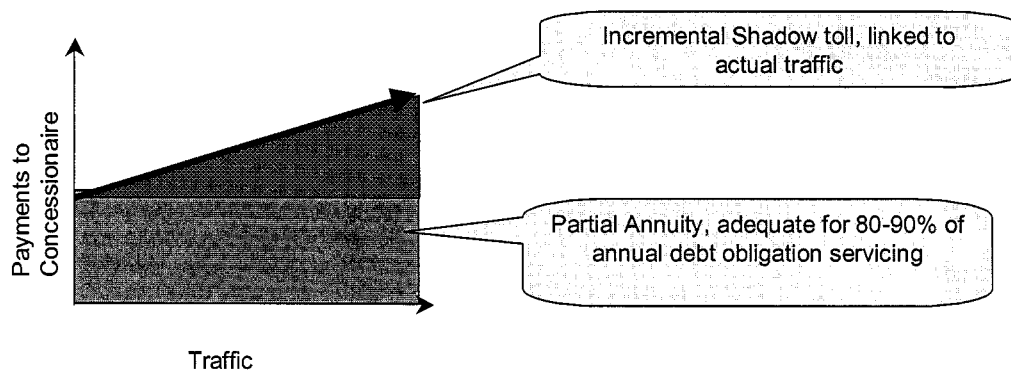 Incremental Shadow toll, linked to
actual traffic
Payments to
Concessionaire
Partial Annuity, adequate for 80-90% of
annual debt obligation servicing
Traffic